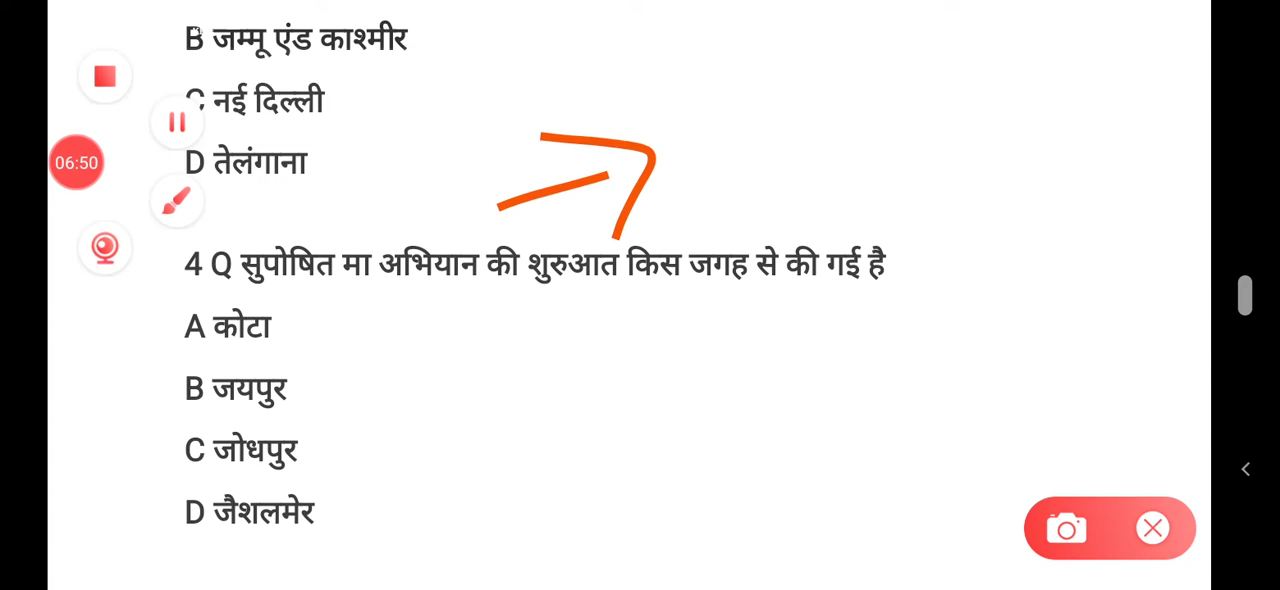 B जम्मू एंड काश्मीर
C नई दिल्ली
D तेलंगाना
06:50
4 Q सुपोषित मा अभियान की शुरुआत किस जगह से की गई है
A कोटा
B जयपुर
C जोधपुर
D जैशलमेर